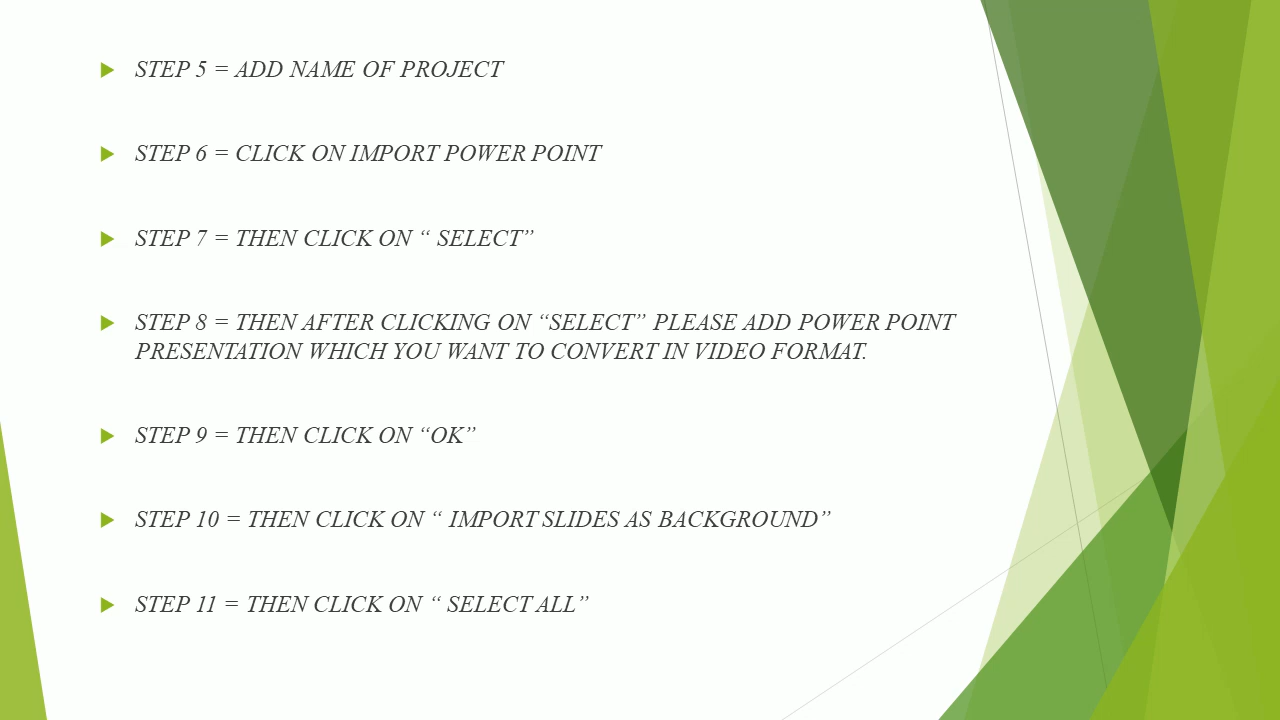 STEP 5 = ADD NAME OF PROJECT
STEP 6 = CLICK ON IMPORT POWER POINT
STEP 7 = THEN CLICK ON “ SELECT”
STEP 8 = THEN AFTER CLICKING ON “SELECT” PLEASE ADD POWER POINT
PRESENTATION WHICH YOU WANT TO CONVERT IN VIDEO FORMAT.
STEP 9 = THEN CLICK ON “OK”
STEP 10 = THEN CLICK ON “ IMPORT SLIDES AS BACKGROUND”
STEP 11 = THEN CLICK ON “ SELECT ALL”